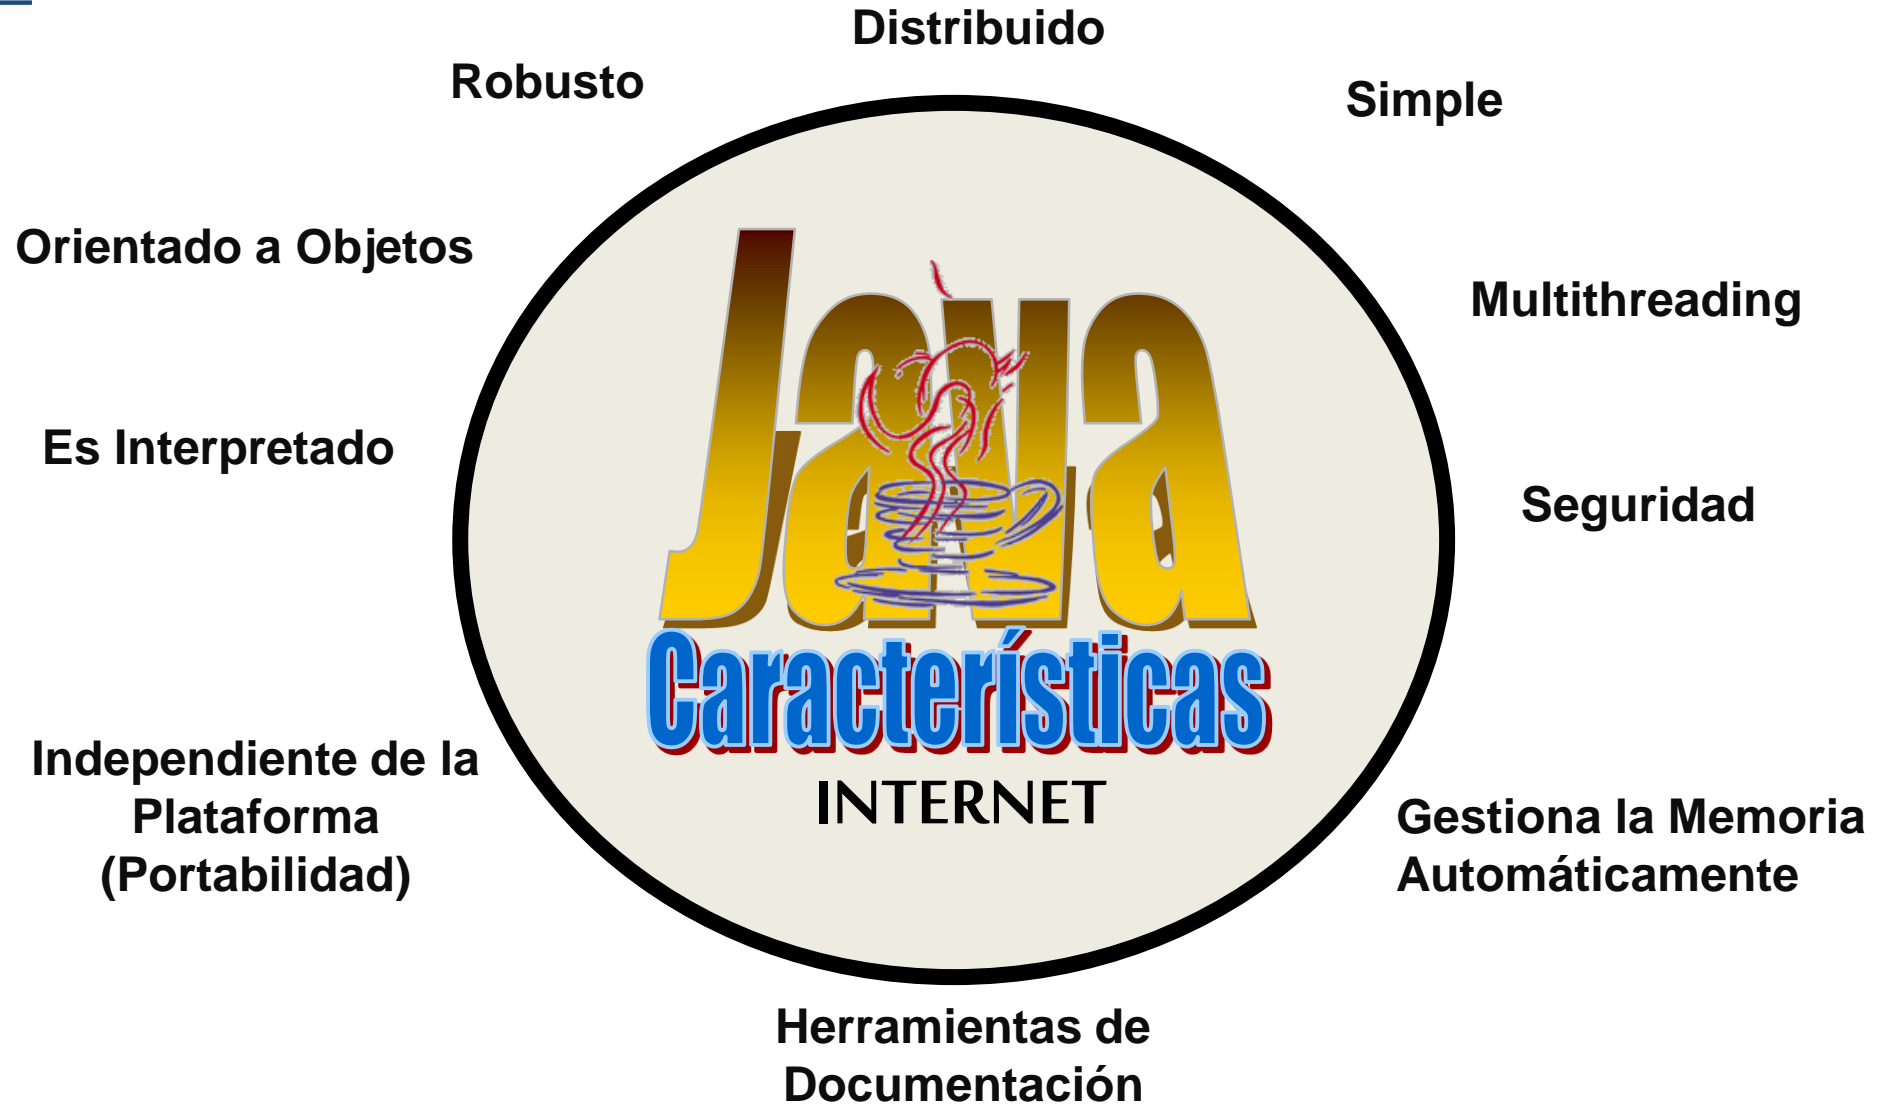 Distribuido
Robusto
Simple
Orientado a Objetos
Multithreading
Es Interpretado
Seguridad
Java
Características
INTERNET
Independiente de la
Plataforma
(Portabilidad)
Gestiona la Memoria
Automáticamente
Herramientas de
Documentación